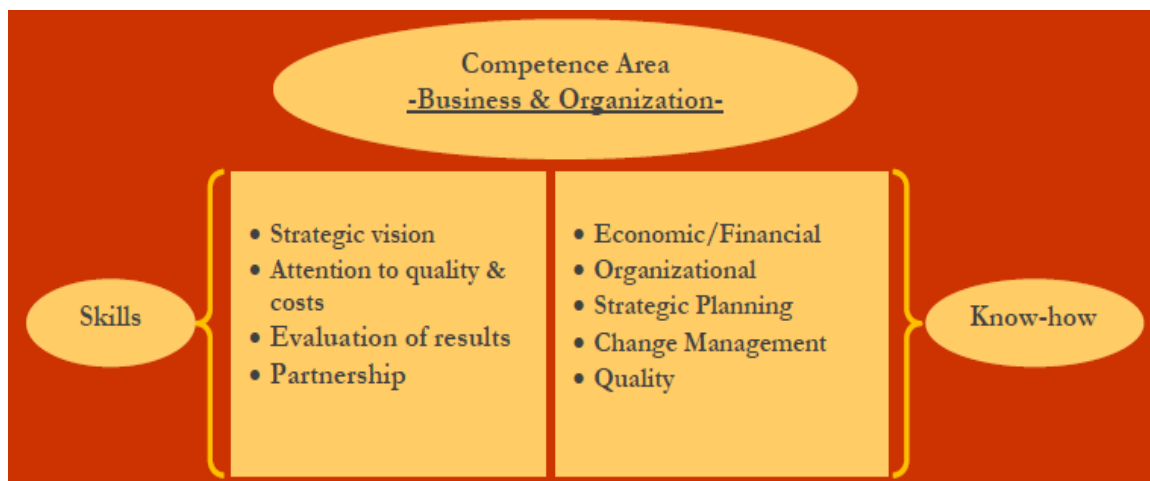 Competence Area
-Business & Organization-
Skills
• Strategic vision
• Attention to quality &
costs
• Evaluation of results
• Partnership
• Economic/Financial
• Organizational
• Strategic Planning
• Change Management
• Quality
Know-how